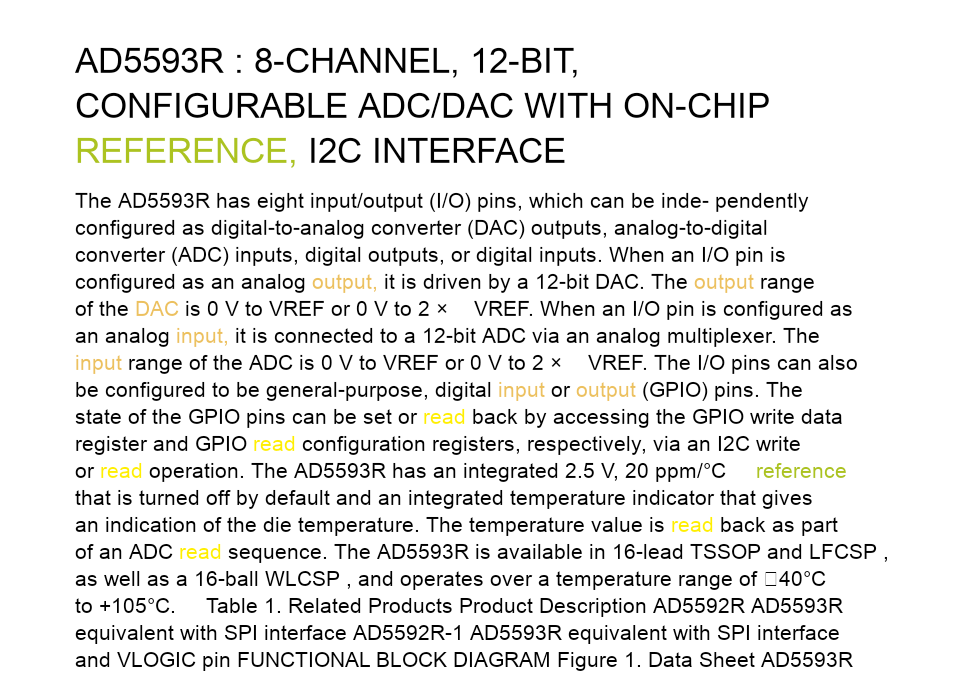 AD5593R : 8-CHANNEL, 12-BIT,
CONFIGURABLE ADC/DAC WITH ON-CHIP
REFERENCE, I2C INTERFACE
The AD5593R has eight input/output (I/O) pins, which can be inde- pendently
configured as digital-to-analog converter (DAC) outputs, analog-to-digital
converter (ADC) inputs, digital outputs, or digital inputs. When an I/O pin is
configured as an analog output, it is driven by a 12-bit DAC. The output range
of the DAC is 0 V to VREF or 0 V to 2 × VREF. When an I/O pin is configured as
an analog input, it is connected to a 12-bit ADC via an analog multiplexer. The
input range of the ADC is 0 V to VREF or 0 V to 2 × VREF. The I/O pins can also
be configured to be general-purpose, digital input or output (GPIO) pins. The
state of the GPIO pins can be set or read back by accessing the GPIO write data
register and GPIO read configuration registers, respectively, via an I2C write
or read operation. The AD5593R has an integrated 2.5 V, 20 ppm/°C reference
that is turned off by default and an integrated temperature indicator that gives
an indication of the die temperature. The temperature value is read back as part
of an ADC read sequence. The AD5593R is available in 16-lead TSSOP and LFCSP ,
as well as a 16-ball WLCSP , and operates over a temperature range of □40°C
to +105°C. Table 1. Related Products Product Description AD5592R AD5593R
equivalent with SPI interface AD5592R-1 AD5593R equivalent with SPI interface
and VLOGIC pin FUNCTIONAL BLOCK DIAGRAM Figure 1. Data Sheet AD5593R